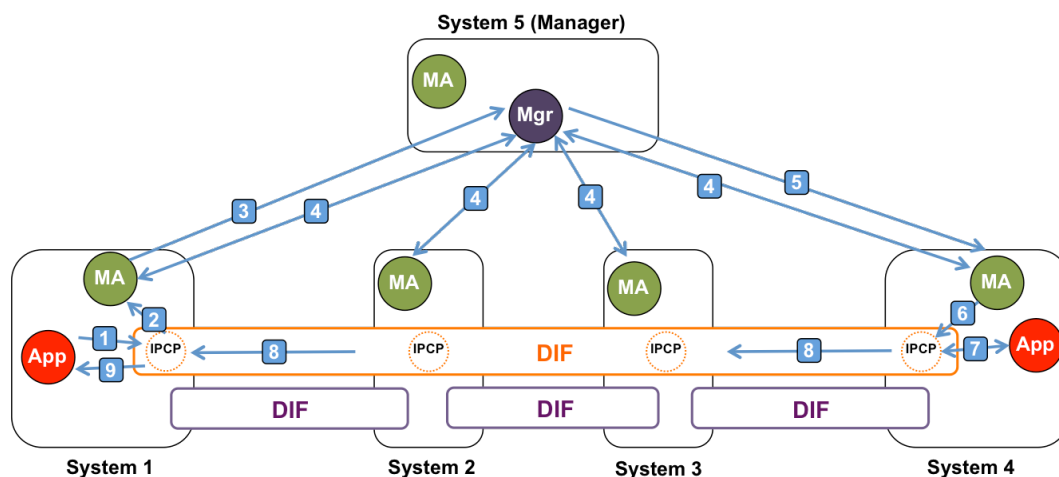 System 5 (Manager)
MA
Mgr
3
4
4
4
4
5
MA
MA
MA
MA
2
6
1
App
9
IPCP
8
IPCP
DIF
IPCP
8
IPCP
7
App
DIF
DIF
DIF
System 1
System 2
System 3
System 4